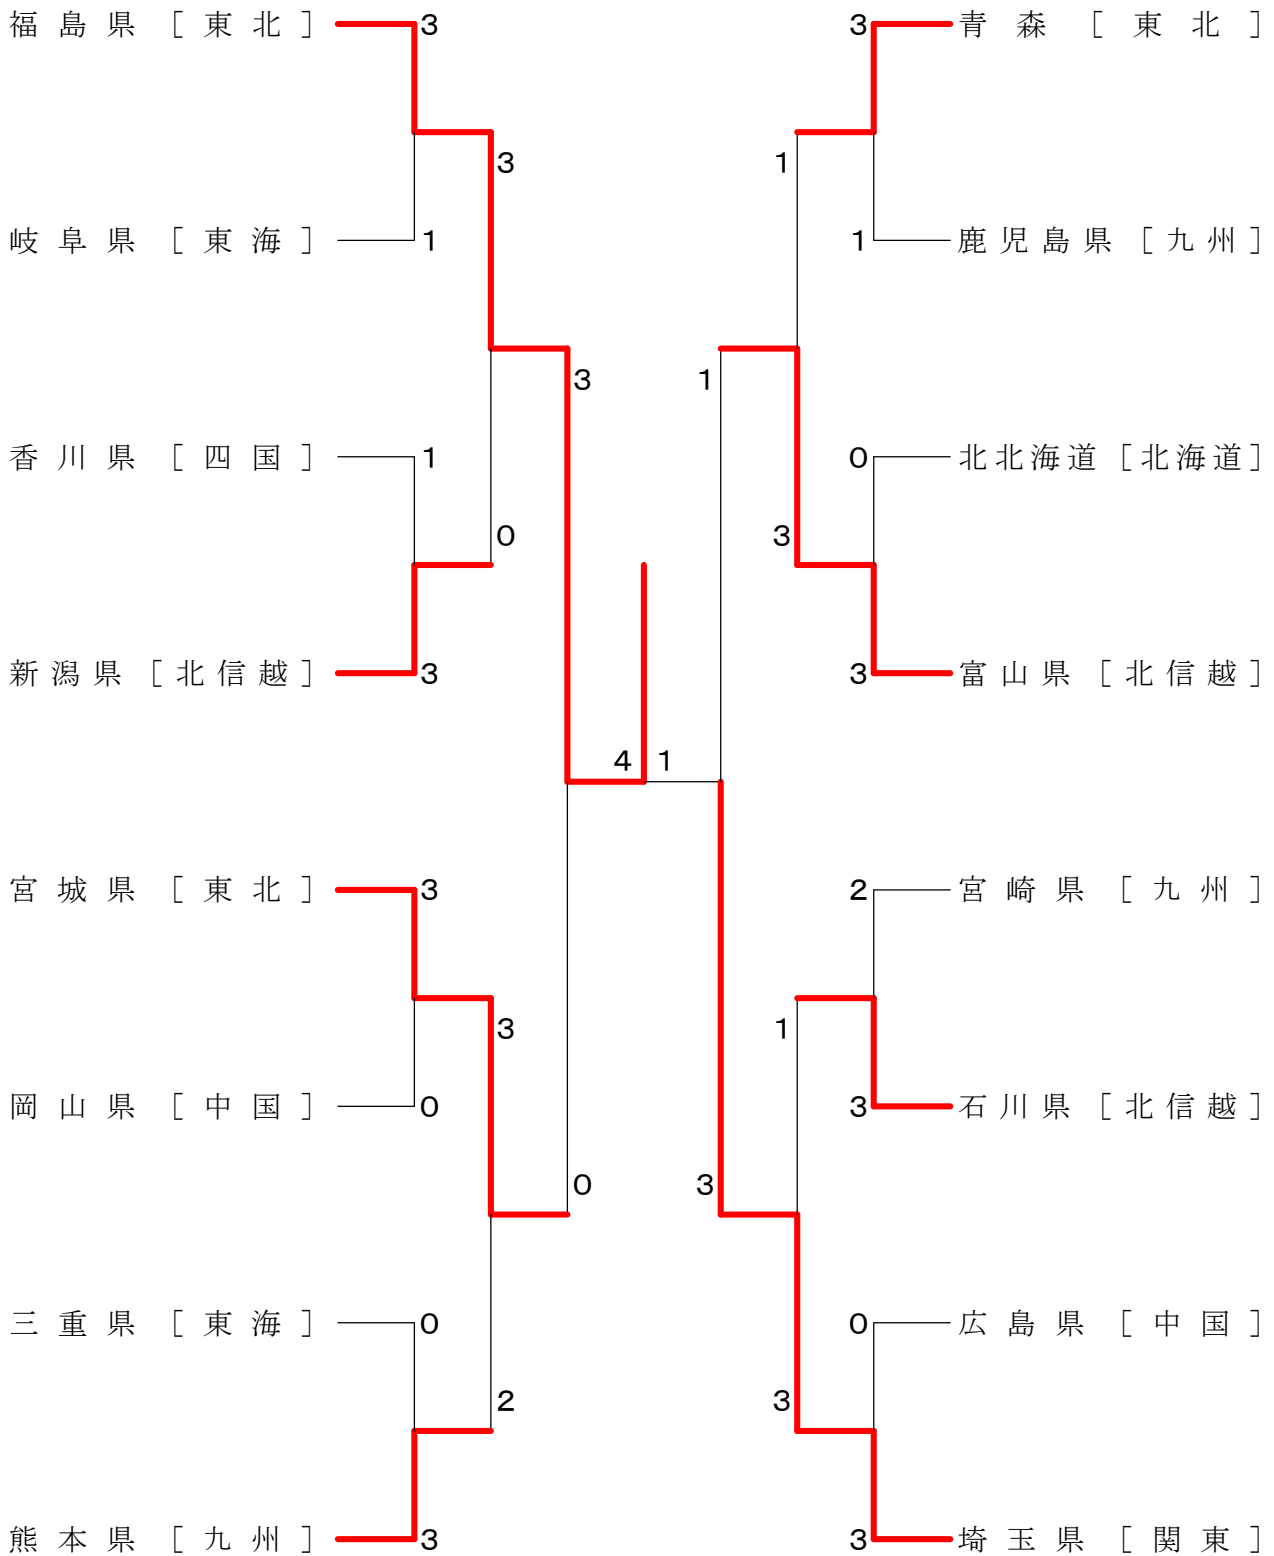 福島県 [東北] 3
3 青森 [東北]
3
1
岐阜県 [東海] 1
1 鹿児島県 [九州]
3
1
香川県 [四国] 1
0 北北海道 [北海道]
0
3
新潟県 [北信越] 3
3 富山県 [北信越]
4 1
宮城県 [東北] 3
2 宮崎県 [九州]
3
1
岡山県 [中国] 0
3 石川県 [北信越]
0
3
三重県 [東海] 0
0 広島県 [中国]
2
3
熊本県 [九州] 3
3 埼玉県 [関東]